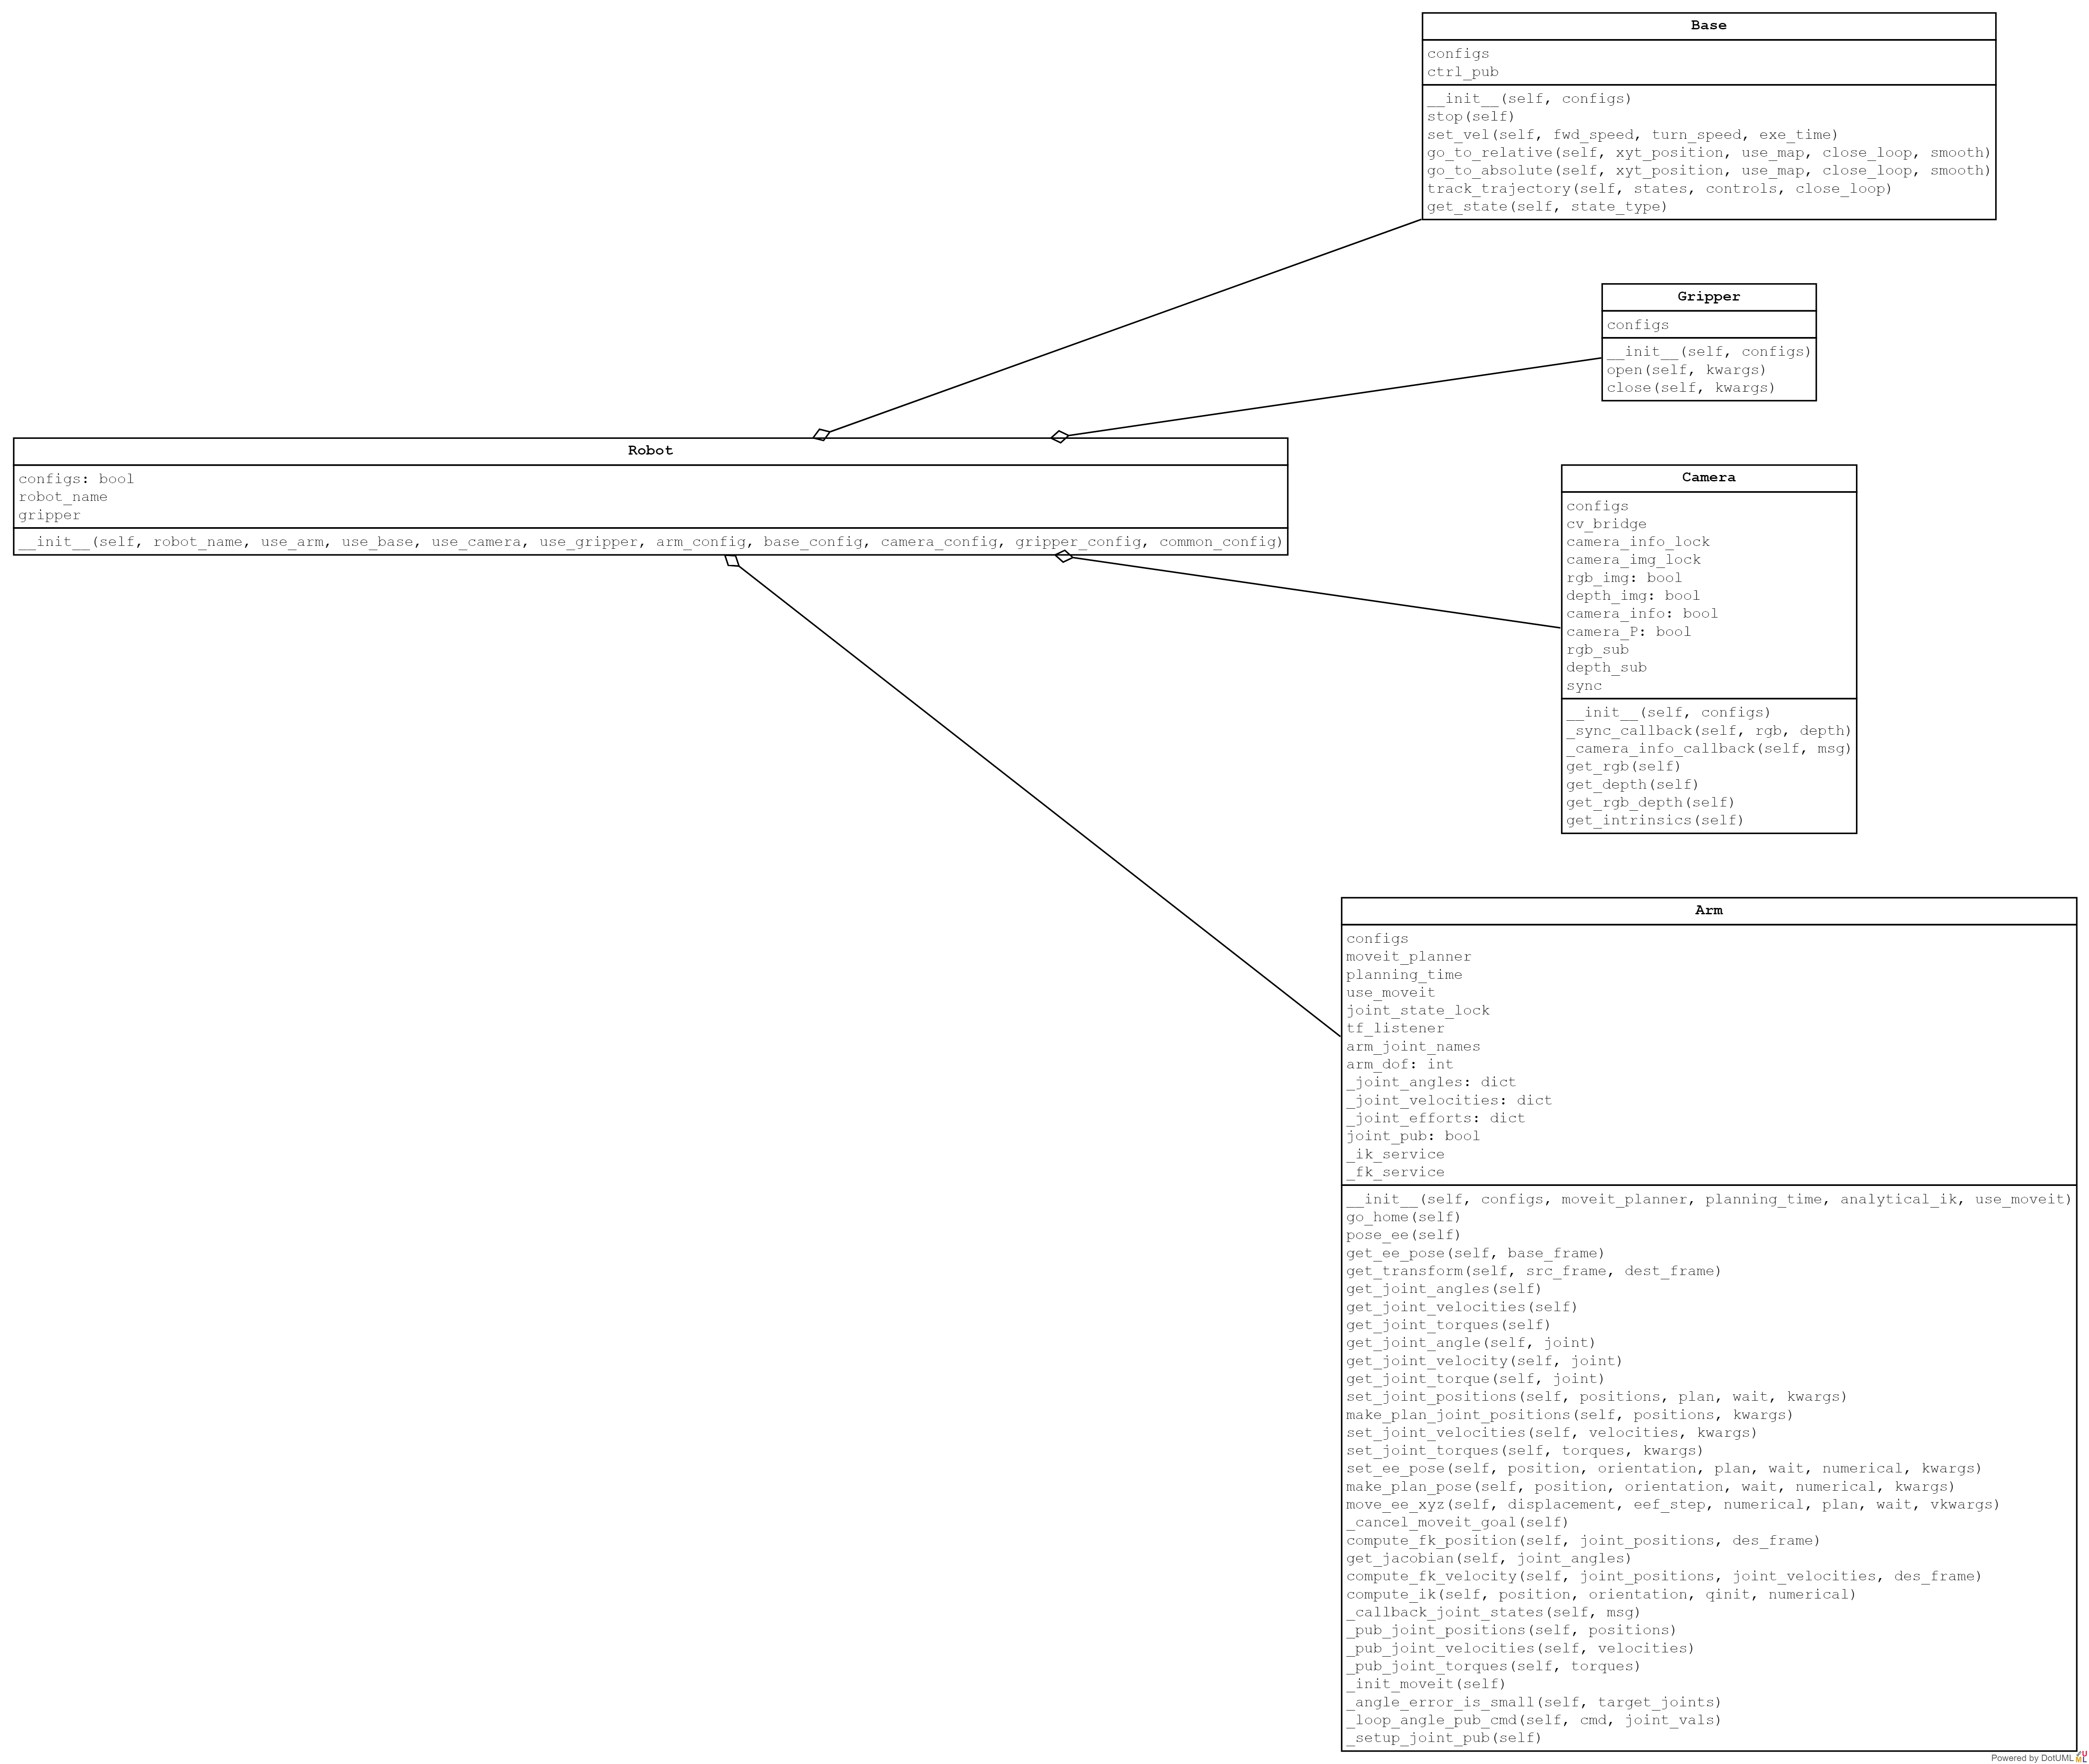 Base
configs
ctrl_pub
__init__(self, configs)
stop(self)
set_vel(self, fwd_speed, turn_speed, exe_time)
go_to_relative(self, xyt_position, use_map, close_loop, smooth)
go_to_absolute(self, xyt_position, use_map, close_loop, smooth)
track_trajectory(self, states, controls, close_loop)
get_state(self, state_type)
Gripper
configs
__init__(self, configs)
open(self, kwargs)
close(self, kwargs)
Robot
configs: bool
robot_name
gripper
__init__(self, robot_name, use_arm, use_base, use_camera, use_gripper, arm_config, base_config, camera_config, gripper_config, common_config)
Camera
configs
cv_bridge
camera_info_lock
camera_img_lock
rgb_img: bool
depth_img: bool
camera_info: bool
camera_P: bool
rgb_sub
depth_sub
sync
__init__(self, configs)
_sync_callback(self, rgb, depth)
_camera_info_callback(self, msg)
get_rgb(self)
get_depth(self)
get_rgb_depth(self)
get_intrinsics(self)
Arm
configs
moveit_planner
planning_time
use_moveit
joint_state_lock
tf_listener
arm_joint_names
arm_dof: int
_joint_angles: dict
_joint_velocities: dict
_joint_efforts: dict
joint_pub: bool
_ik_service
_fk_service
__init__(self, configs, moveit_planner, planning_time, analytical_ik, use_moveit)
go_home(self)
pose_ee(self)
get_ee_pose(self, base_frame)
get_transform(self, src_frame, dest_frame)
get_joint_angles(self)
get_joint_velocities(self)
get_joint_torques(self)
get_joint_angle(self, joint)
get_joint_velocity(self, joint)
get_joint_torque(self, joint)
set_joint_positions(self, positions, plan, wait, kwargs)
make_plan_joint_positions(self, positions, kwargs)
set_joint_velocities(self, velocities, kwargs)
set_joint_torques(self, torques, kwargs)
set_ee_pose(self, position, orientation, plan, wait, numerical, kwargs)
make_plan_pose(self, position, orientation, wait, numerical, kwargs)
move_ee_xyz(self, displacement, eef_step, numerical, plan, wait, vkwargs)
_cancel_moveit_goal(self)
compute_fk_position(self, joint_positions, des_frame)
get_jacobian(self, joint_angles)
compute_fk_velocity(self, joint_positions, joint_velocities, des_frame)
compute_ik(self, position, orientation, qinit, numerical)
_callback_joint_states(self, msg)
_pub_joint_positions(self, positions)
_pub_joint_velocities(self, velocities)
_pub_joint_torques(self, torques)
_init_moveit(self)
_angle_error_is_small(self, target_joints)
_loop_angle_pub_cmd(self, cmd, joint_vals)
_setup_joint_pub(self)
Powered by DotUML